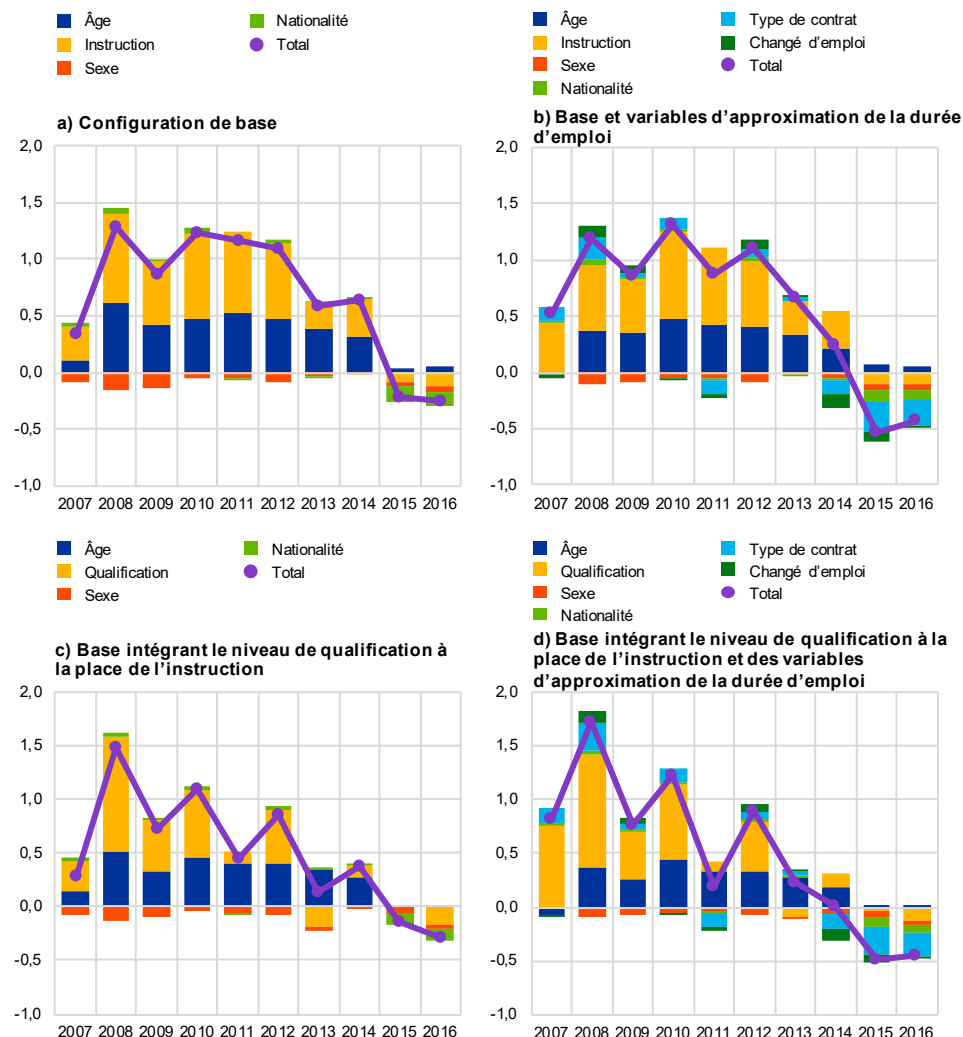 Âge
Instruction
Sexe
Nationalité
Total
a) Configuration de base
2,0
1,5
1,0
0,5
0,0
-0,5
-1,0
2007 2008 2009 2010 2011 2012 2013 2014 2015 2016
Âge
Instruction
Sexe
Nationalité
Type de contrat
Changé d'emploi
Total
b) Base et variables d'approximation de la durée
d'emploi
2,0
1,5
1,0
0,5
0,0
-0,5
-1,0
2007 2008 2009 2010 2011 2012 2013 2014 2015 2016
Âge
Qualification
Sexe
Nationalité
Total
c) Base intégrant le niveau de qualification à
la place de l'instruction
2,0
1,5
1,0
0,5
0,0
-0,5
-1,0
2007 2008 2009 2010 2011 2012 2013 2014 2015 2016
Âge
Qualification
Sexe
Nationalité
Type de contrat
Changé d'emploi
Total
d) Base intégrant le niveau de qualification à la
place de l'instruction et des variables
d'approximation de la durée d'emploi
2,0
1,5
1,0
0,5
0,0
-0,5
-1,0
2007 2008 2009 2010 2011 2012 2013 2014 2015 2016